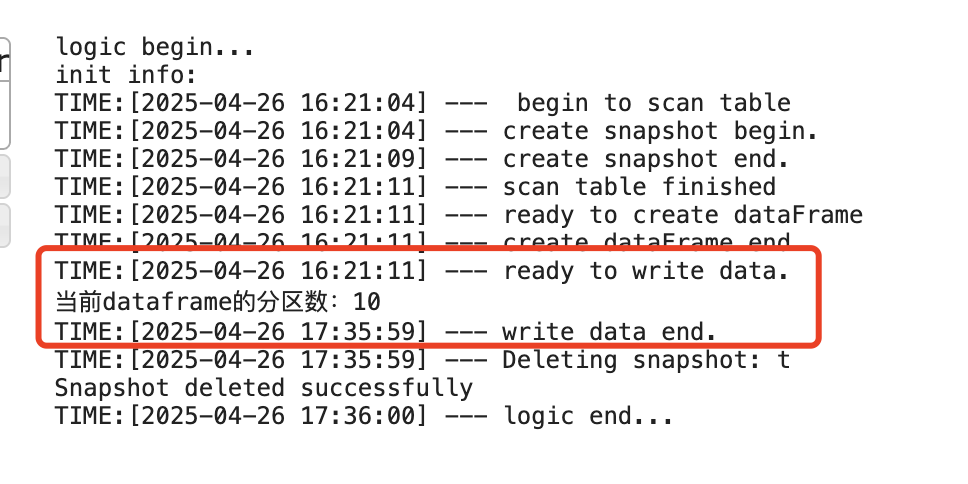 r
logic begin...
init info:
TIME:[2025-04-26 16:21:04] ---  begin to scan table
TIME:[2025-04-26 16:21:04] --- create snapshot begin.
TIME:[2025-04-26 16:21:09] --- create snapshot end.
TIME:[2025-04-26 16:21:11] --- scan table finished
TIME:[2025-04-26 16:21:11] --- ready to create dataFrame
TIME:[2025-04-26 16:21:11] --- create dataFrame end
TIME:[2025-04-26 16:21:11] --- ready to write data.
当前dataframe的分区数：10
TIME:[2025-04-26 17:35:59] --- write data end.
TIME:[2025-04-26 17:35:59] --- Deleting snapshot: t
Snapshot deleted successfully
TIME:[2025-04-26 17:36:00] --- logic end...